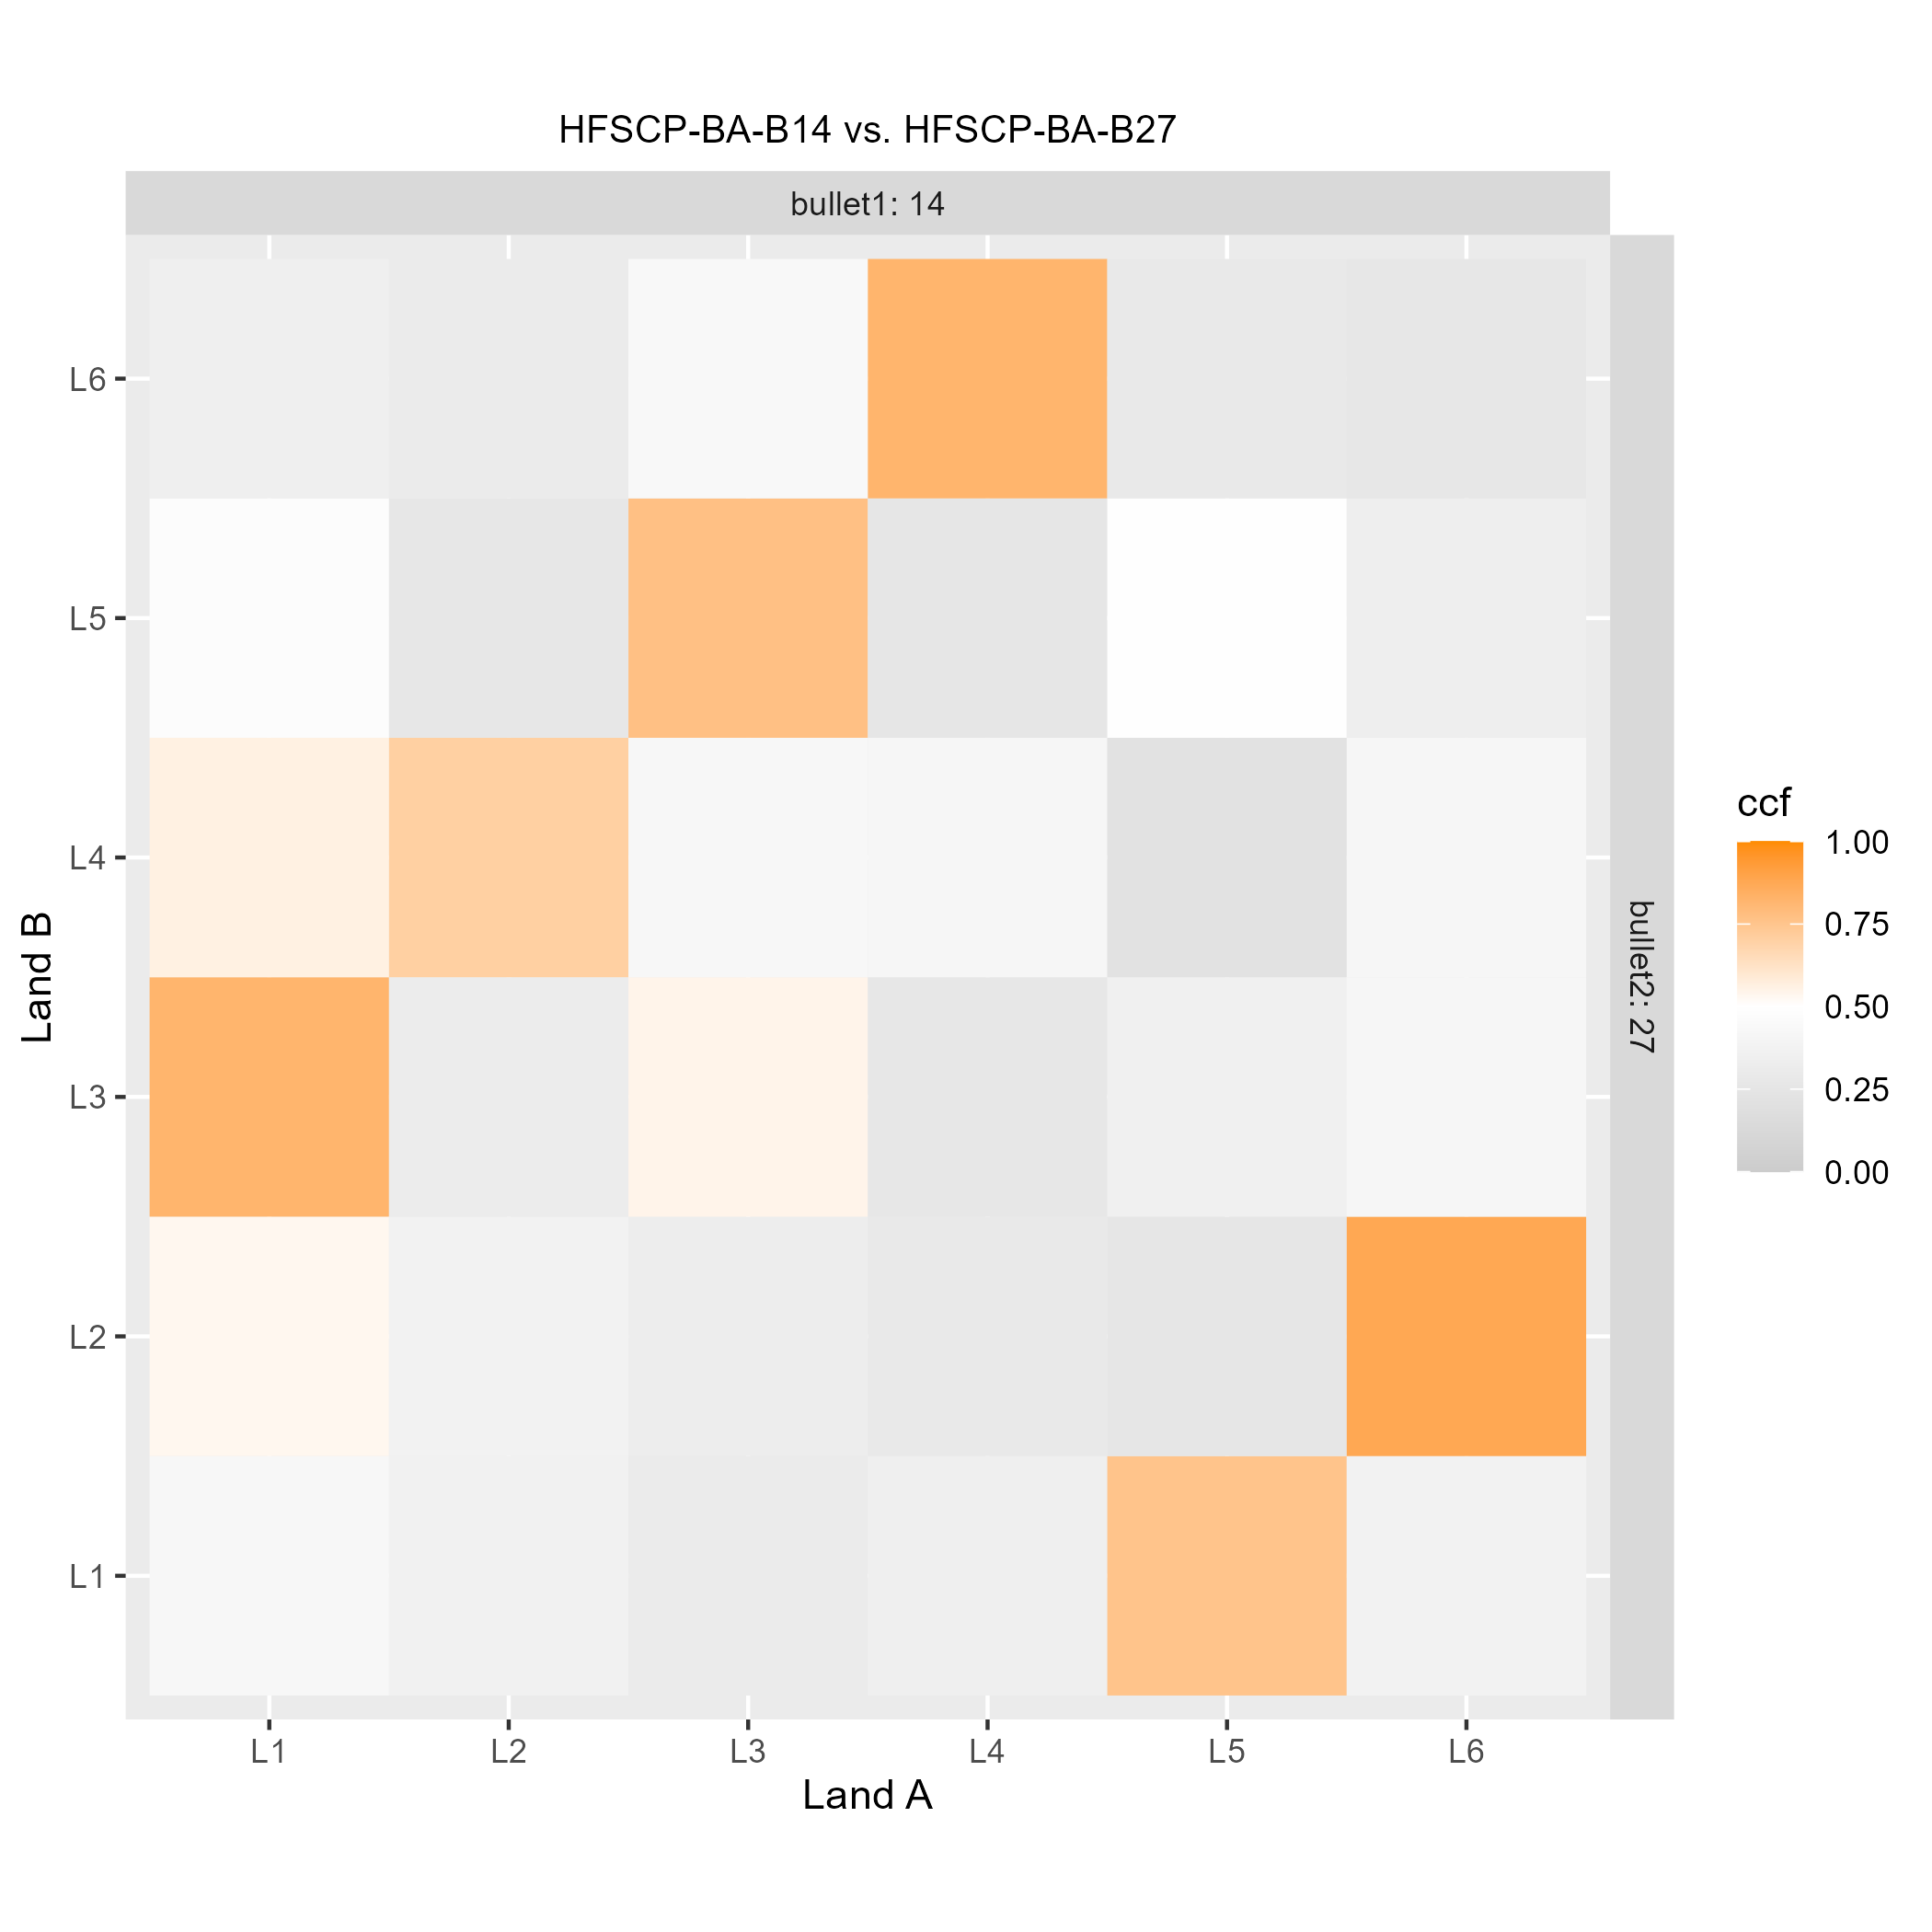 HFSCP-BA-B14 vs. HFSCP-BA-B27
bullet1: 14
L6
L5
L4
L3
L2
L1
Land B
bullet2: 27
ccf
1.00
0.75
0.50
0.25
0.00
L1 L2 L3 L4 L5 L6
Land A